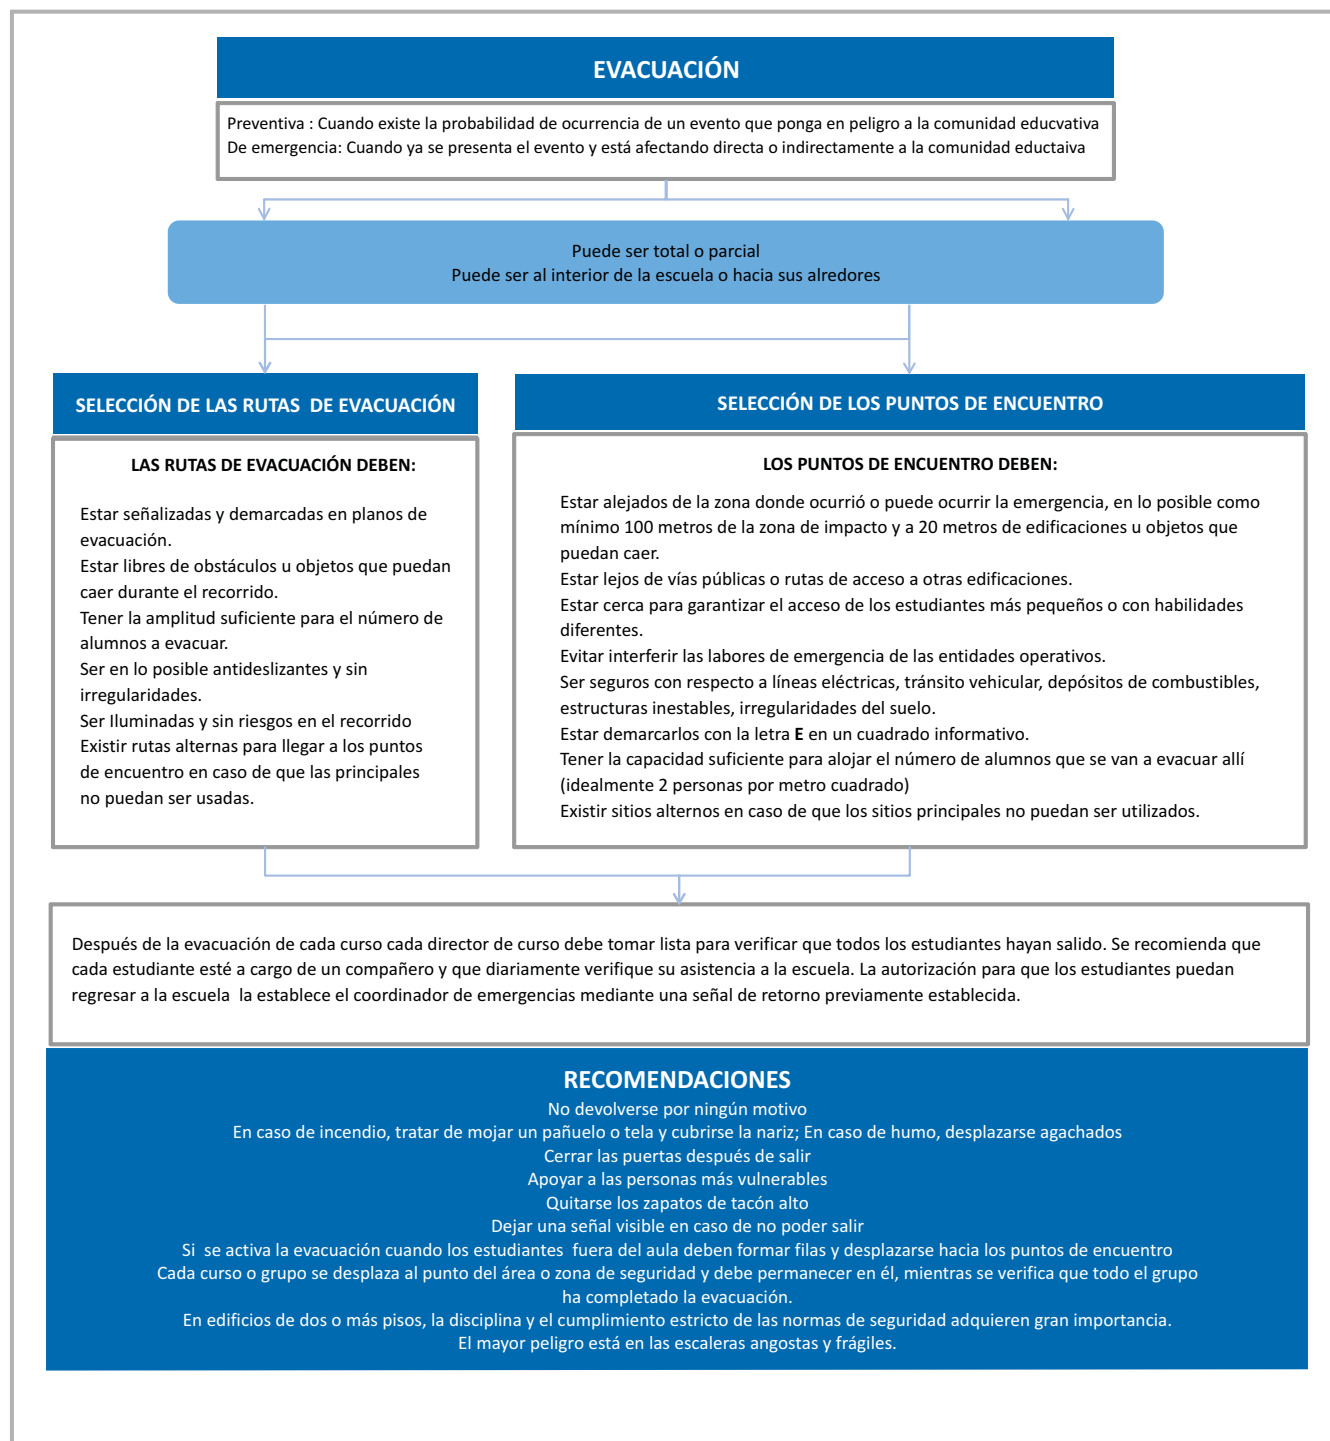 EVACUACIÓN
Preventiva : Cuando existe la probabilidad de ocurrencia de un evento que ponga en peligro a la comunidad educvativa
De emergencia: Cuando ya se presenta el evento y está afectando directa o indirectamente a la comunidad eductaiva
Puede ser total o parcial
Puede ser al interior de la escuela o hacia sus alredores
SELECCIÓN DE LAS RUTAS DE EVACUACIÓN
LAS RUTAS DE EVACUACIÓN DEBEN:
Estar señalizadas y demarcadas en planos de
evacuación.
Estar libres de obstáculos u objetos que puedan
caer durante el recorrido.
Tener la amplitud suficiente para el número de
alumnos a evacuar.
Ser en lo posible antideslizantes y sin
irregularidades.
Ser Iluminadas y sin riesgos en el recorrido
Existir rutas alternas para llegar a los puntos
de encuentro en caso de que las principales
no puedan ser usadas.
SELECCIÓN DE LOS PUNTOS DE ENCUENTRO
LOS PUNTOS DE ENCUENTRO DEBEN:
Estar alejados de la zona donde ocurrió o puede ocurrir la emergencia, en lo posible como
mínimo 100 metros de la zona de impacto y a 20 metros de edificaciones u objetos que
puedan caer.
Estar lejos de vías públicas o rutas de acceso a otras edificaciones.
Estar cerca para garantizar el acceso de los estudiantes más pequeños o con habilidades
diferentes.
Evitar interferir las labores de emergencia de las entidades operativos.
Ser seguros con respecto a líneas eléctricas, tránsito vehicular, depósitos de combustibles,
estructuras inestables, irregularidades del suelo.
Estar demarcarlos con la letra E en un cuadrado informativo.
Tener la capacidad suficiente para alojar el número de alumnos que se van a evacuar allí
(idealmente 2 personas por metro cuadrado)
Existir sitios alternos en caso de que los sitios principales no puedan ser utilizados.
Después de la evacuación de cada curso cada director de curso debe tomar lista para verificar que todos los estudiantes hayan salido. Se recomienda que
cada estudiante esté a cargo de un compañero y que diariamente verifique su asistencia a la escuela. La autorización para que los estudiantes puedan
regresar a la escuela la establece el coordinador de emergencias mediante una señal de retorno previamente establecida.
RECOMENDACIONES
No devolverse por ningún motivo
En caso de incendio, tratar de mojar un pañuelo o tela y cubrirse la nariz; En caso de humo, desplazarse agachados
Cerrar las puertas después de salir
Apoyar a las personas más vulnerables
Quitarse los zapatos de tacón alto
Dejar una señal visible en caso de no poder salir
Si se activa la evacuación cuando los estudiantes fuera del aula deben formar filas y desplazarse hacia los puntos de encuentro
Cada curso o grupo se desplaza al punto del área o zona de seguridad y debe permanecer en él, mientras se verifica que todo el grupo
ha completado la evacuación.
En edificios de dos o más pisos, la disciplina y el cumplimiento estricto de las normas de seguridad adquieren gran importancia.
El mayor peligro está en las escaleras angostas y frágiles.